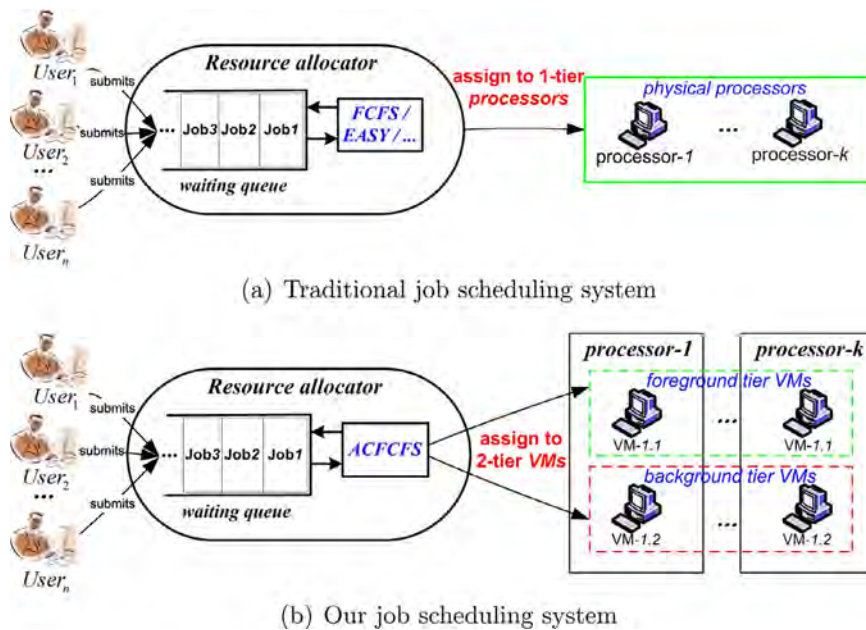 Resource allocator
User1
submits
assign to 1-tier
processors
physical processors
User2
submits
...
Job3
Job2
Job1
FCFS /
EASY / ...
...
processor-1
processor-k
...
submits
waiting queue
Usern
(a) Traditional job scheduling system
processor-1
processor-k
Resource allocator
foreground tier VMs
User1
submits
...
VM-1.1
VM-1.1
User2
submits
...
Job3
Job2
Job1
ACFCFS
assign to
2-tier VMs
background tier VMs
...
submits
waiting queue
...
VM-1.2
VM-1.2
Usern
(b) Our job scheduling system